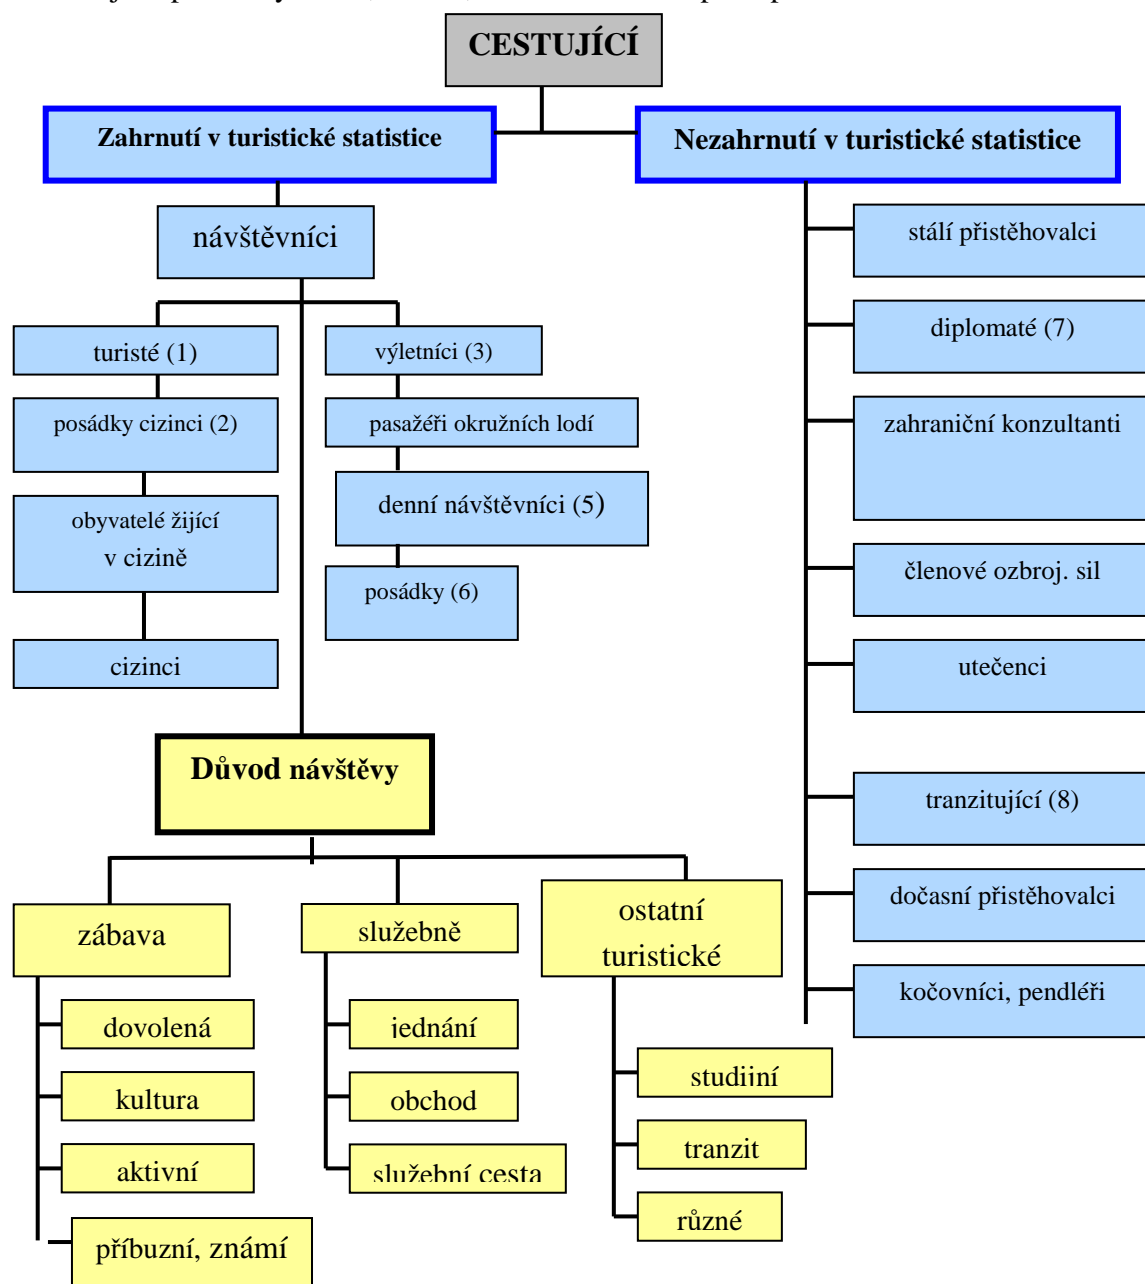 CESTUJÍCÍ
Zahrnutí v turistické statistice
Nezahrnutí v turistické statistice
návštěvníci
turisté (1)
posádky cizinci (2)
obyvatelé žijící
v cizině
cizinci
výletníci (3)
pasažéři okružních lodí
denní návštěvníci (5)
posádky (6)
stálí přistěhovalci
diplomaté (7)
zahraniční konzultanti
členové ozbroj. sil
utečenci
tranzitující (8)
dočasní přistěhovalci
kočovníci, pendléři
Důvod návštěvy
zábava
dovolená
kultura
aktivní
příbuzní, známí
služebně
jednání
obchod
služební cesta
ostatní
turistické
studijní
tranzit
různé